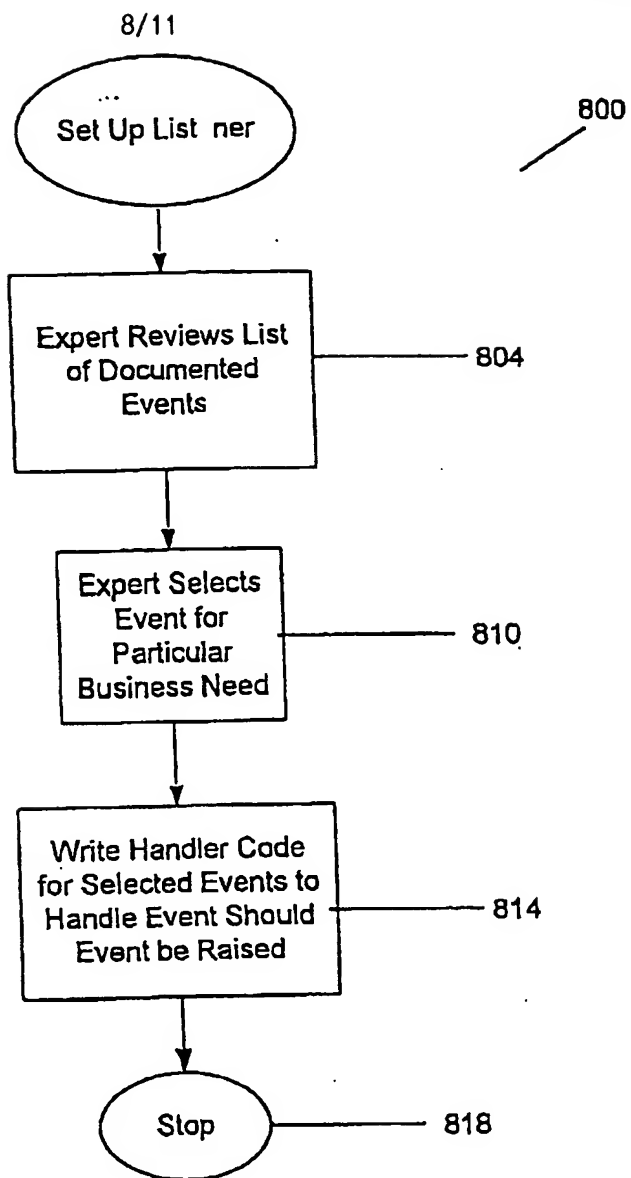 8/11
Set Up List ner
800
Expert Reviews List
of Documented
Events
804
Expert Selects
Event for
Particular
Business Need
810
Write Handler Code
for Selected Events to
Handle Event Should
Event be Raised
814
Stop
818